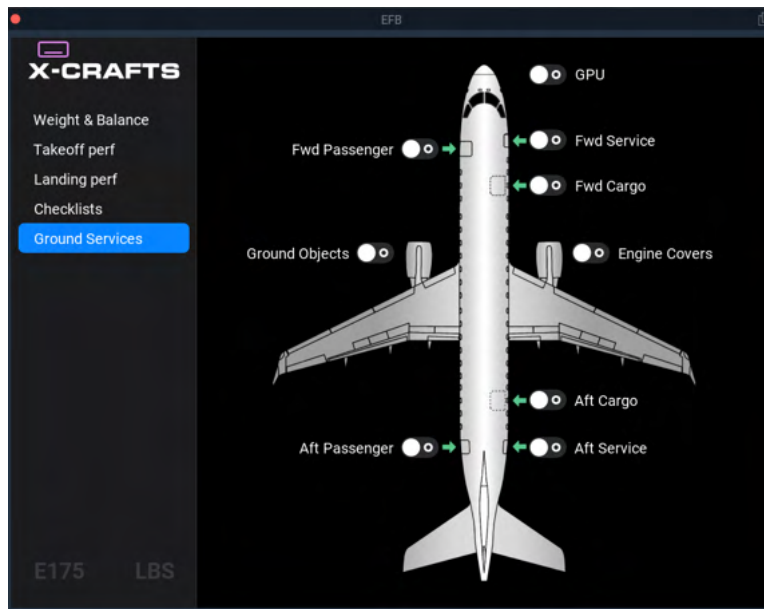 EFB
X-CRAFTS
Weight & Balance
Takeoff perf
Landing perf
Checklists
Ground Services
E175 LBS
GPU
Fwd Passenger
Fwd Service
Fwd Cargo
Ground Objects
Engine Covers
Aft Cargo
Aft Passenger
Aft Service